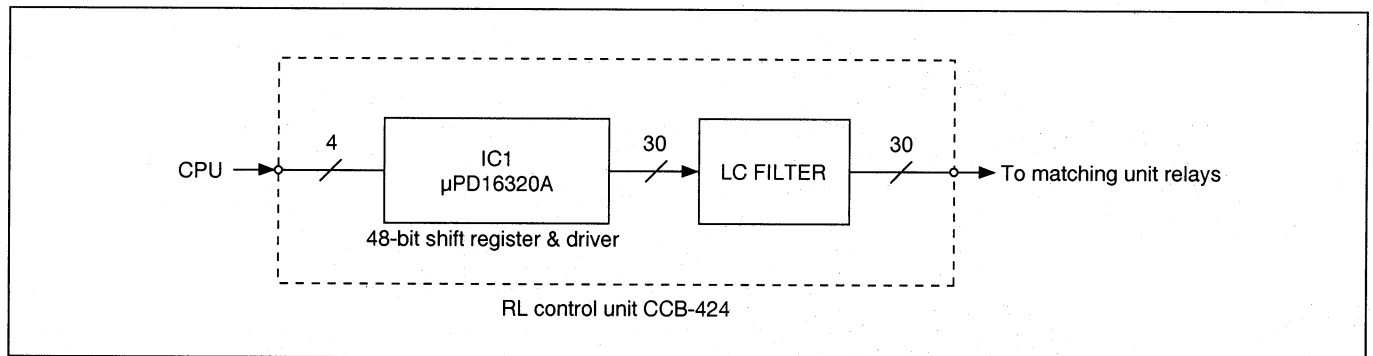 4
30
30
CPU
IC1
µPD16320A
LC FILTER
To matching unit relays
48-bit shift register & driver
RL control unit CCB-424